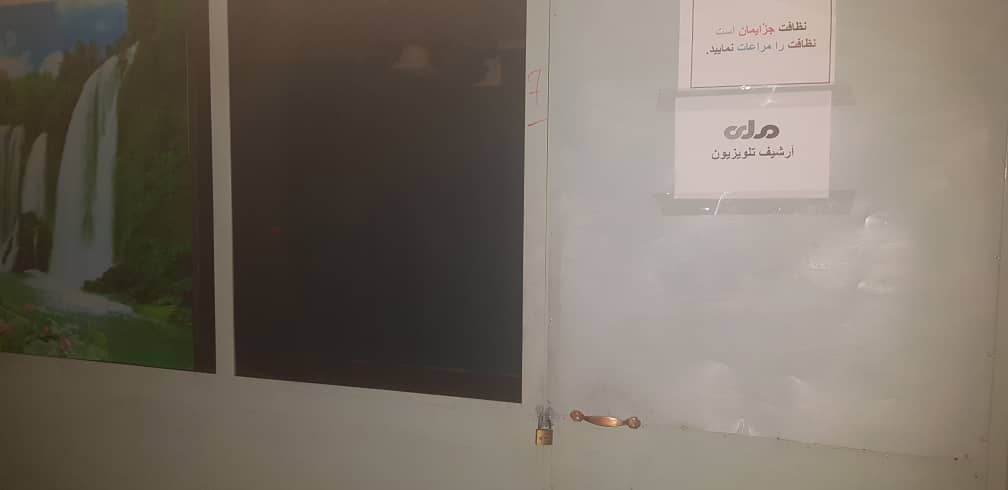 نظافت جزایمان است
نظافت را مراعات نمایید.
ملی
آرشیف تلویزیون
7